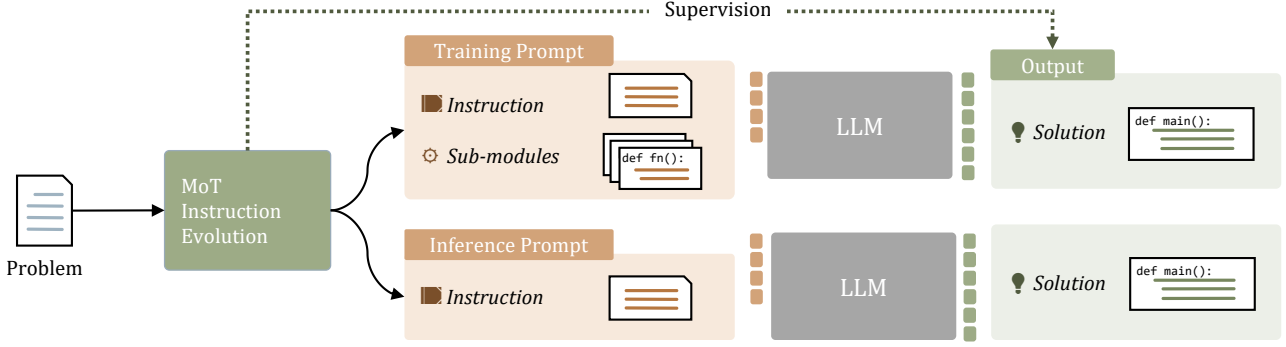 Supervision
Training Prompt
Instruction
Sub-modules
def fn():
LLM
Output
Solution
def main():
Problem
MoT
Instruction
Evolution
Inference Prompt
Instruction
LLM
Solution
def main():